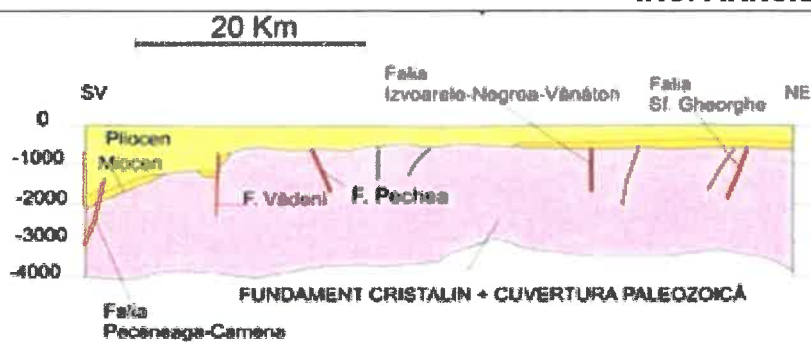 20 Km
SV
Falia
Izvoarele-Negrea-Vânători
Falia
Sf. Gheorghe
NE
0
Pliocen
-1000
Miocen
-2000
F. Vădeni
F. Pechea
-3000
-4000
FUNDAMENT CRISTALIN + CUVERTURA PALEOZOICĂ
Falia
Peceneaga-Camena